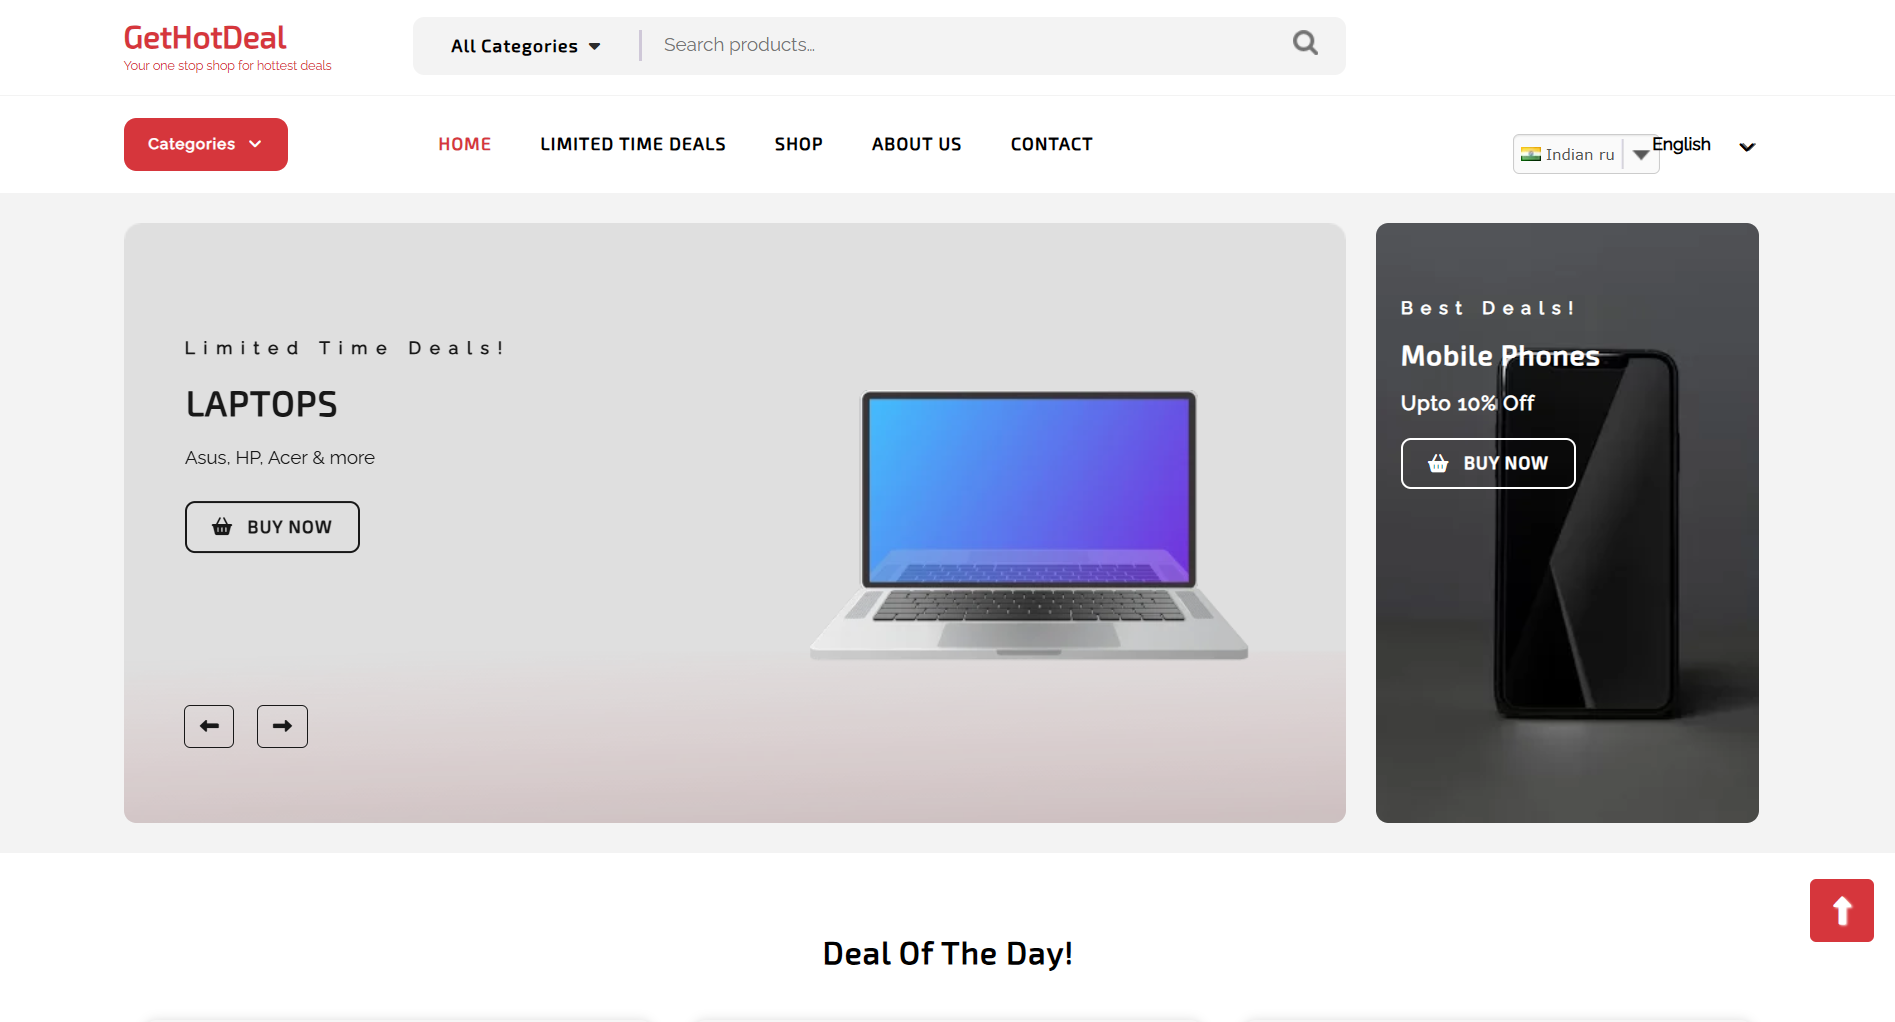 GetHotDeal
Your one stop shop for hottest deals
All Categories
Search products...
Categories
HOME
LIMITED TIME DEALS
SHOP
ABOUT US
CONTACT
Indian ru
English
Limited Time Deals!
LAPTOPS
Asus, HP, Acer & more
BUY NOW
Best Deals!
Mobile Phones
Upto 10% Off
BUY NOW
Deal Of The Day!